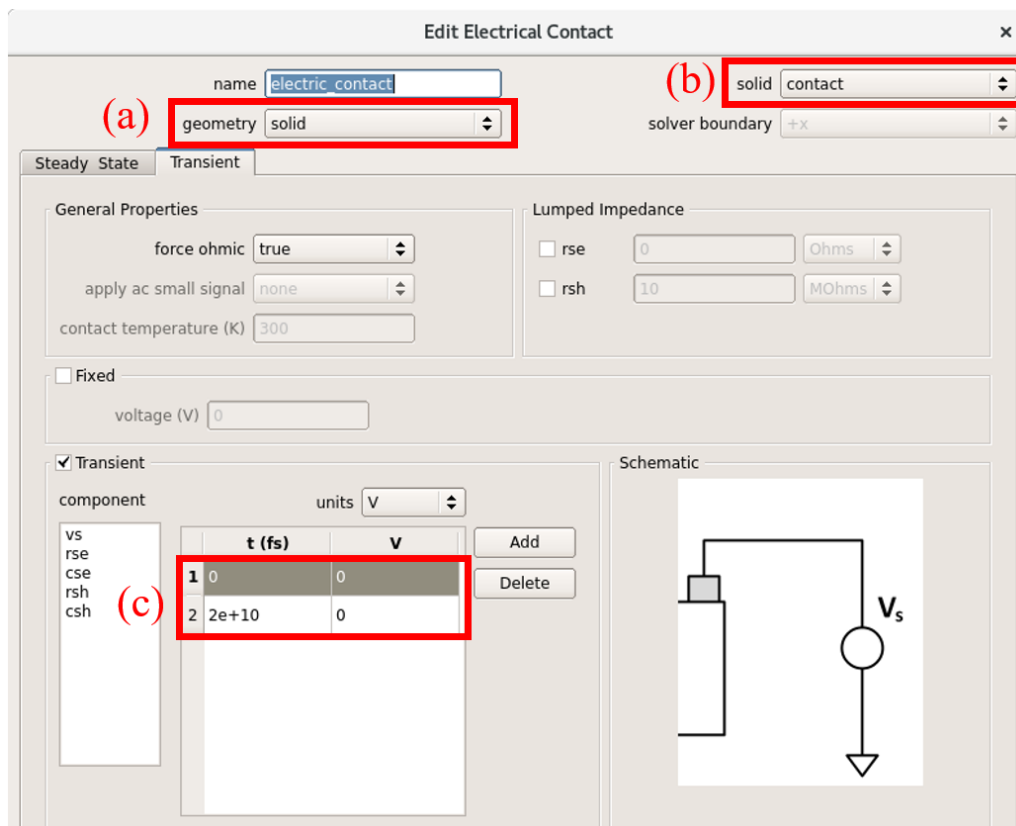 Edit Electrical Contact ×
name electric_contact (b) solid contact
(a) geometry solid solver boundary +x
Steady State Transient
General Properties Lumped Impedance
force ohmic true rse 0 Ohms
apply ac small signal none rsh 10 MOhms
contact temperature (K) 300
Fixed
voltage (V) 0
Transient Schematic
component units V
vs t (fs) V Add
rse
cse 1 0 0 Delete
rsh
csh (c) 2 2e+10 0
Vs